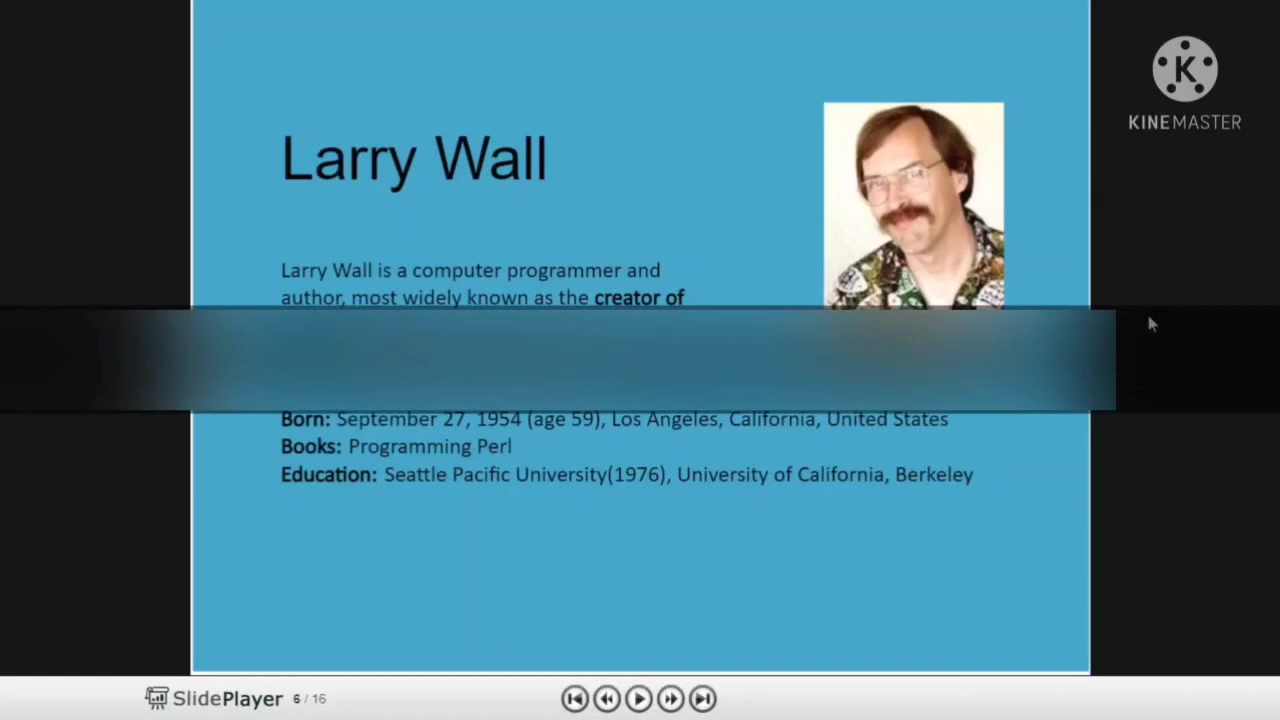 KINEMASTER
Larry Wall
Larry Wall is a computer programmer and
author, most widely known as the creator of
Born: September 27, 1954 (age 59), Los Angeles, California, United States
Books: Programming Perl
Education: Seattle Pacific University(1976), University of California, Berkeley
SlidePlayer 6 / 16